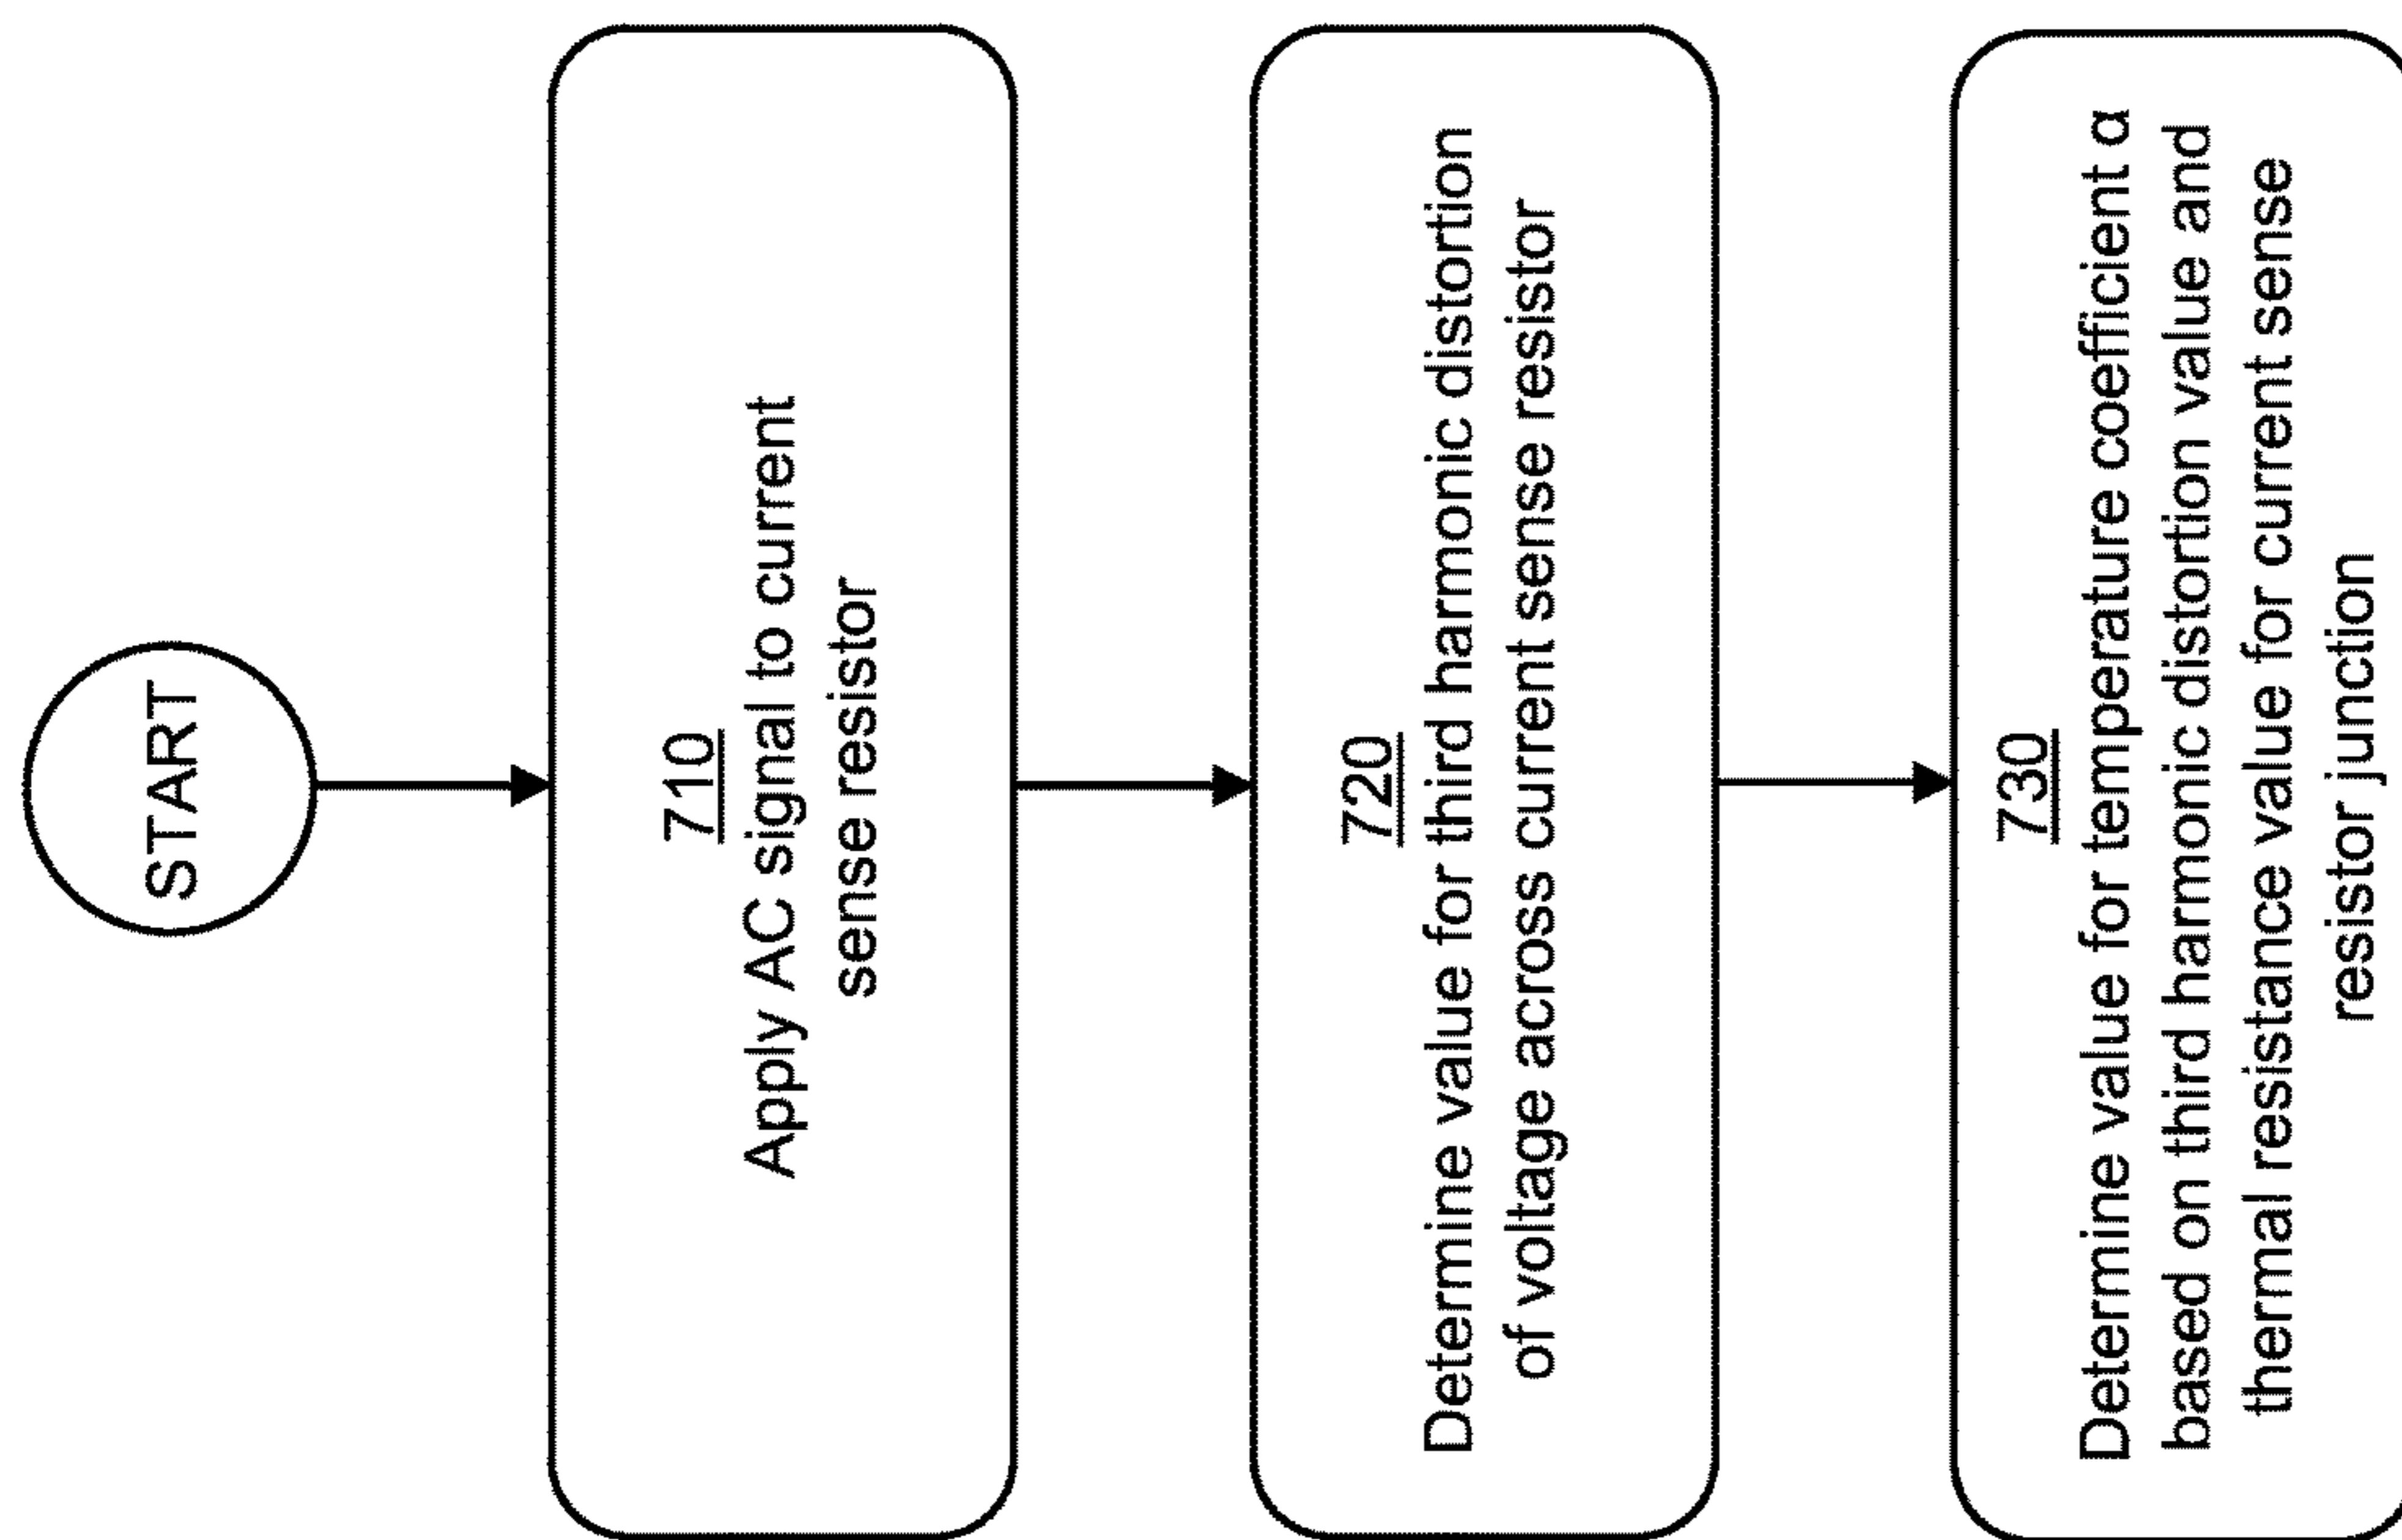 START
710
Apply AC signal to current
sense resistor
720
Determine value for third harmonic distortion
of voltage across current sense resistor
730
Determine value for temperature coefficient α
based on third harmonic distortion value and
thermal resistance value for current sense
resistor junction